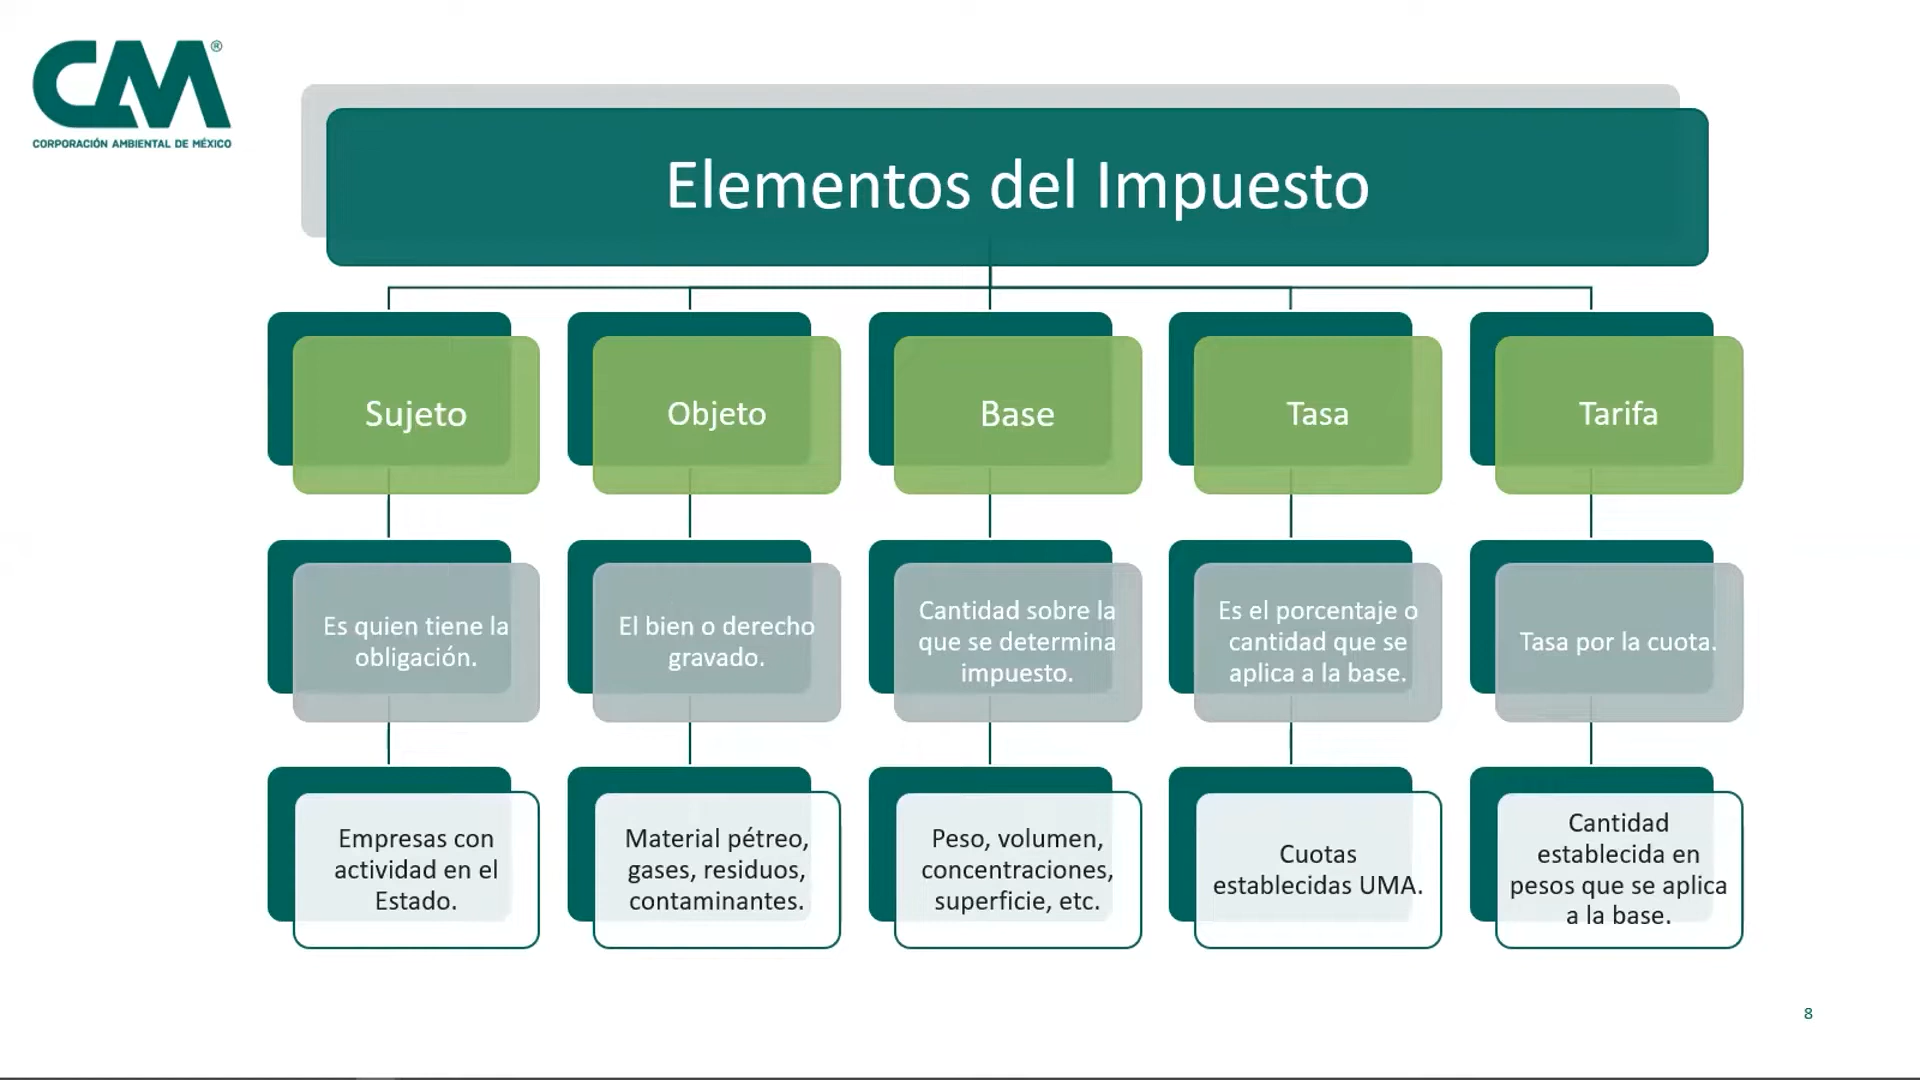 CM®
CORPORACIÓN AMBIENTAL DE MÉXICO
Elementos del Impuesto
Sujeto
Objeto
Base
Tasa
Tarifa
Es quien tiene la
obligación.
El bien o derecho
gravado.
Cantidad sobre la
que se determina
impuesto.
Es el porcentaje o
cantidad que se
aplica a la base.
Tasa por la cuota.
Empresas con
actividad en el
Estado.
Material pétreo,
gases, residuos,
contaminantes.
Peso, volumen,
concentraciones,
superficie, etc.
Cuotas
establecidas UMA.
Cantidad
establecida en
pesos que se aplica
a la base.
8